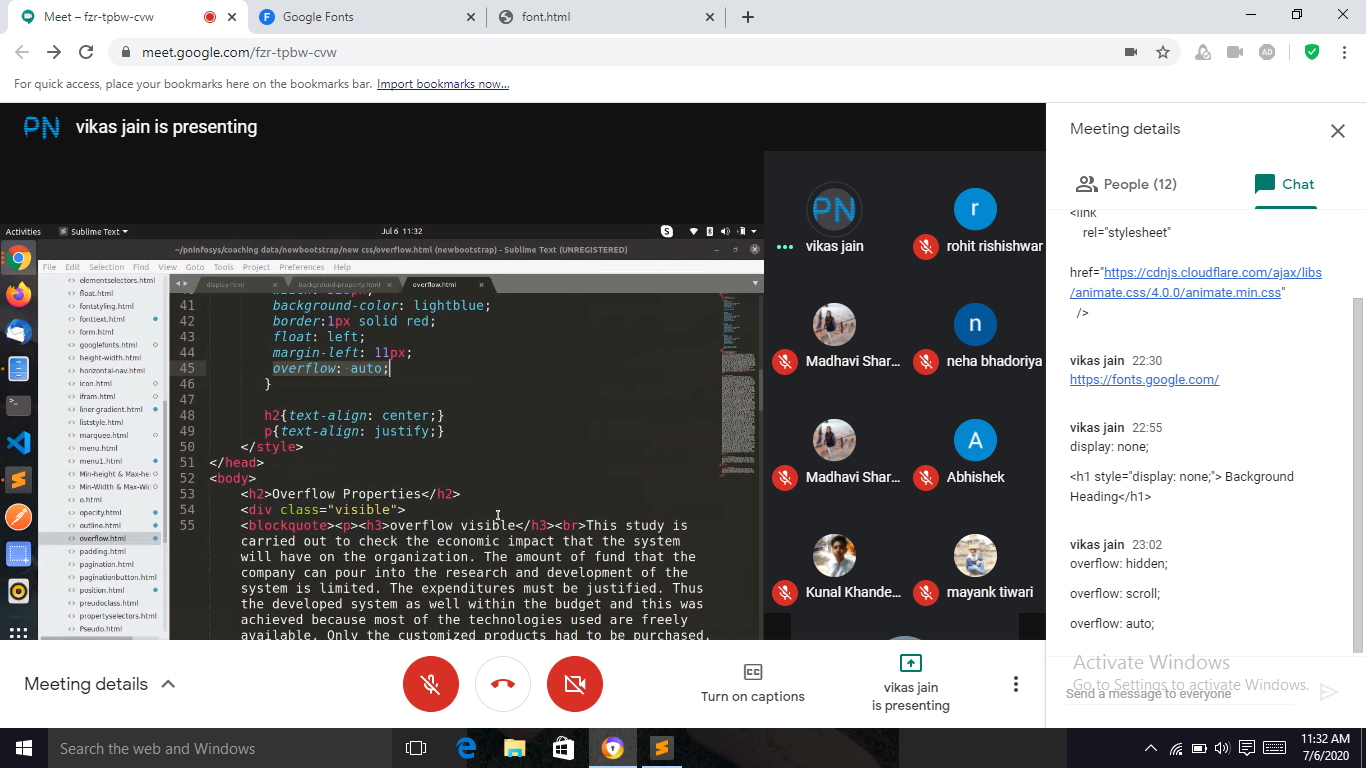 Meet – fzr-tpbw-cvw
Google Fonts
font.html
meet.google.com/fzr-tpbw-cvw
AD
For quick access, place your bookmarks here on the bookmarks bar. Import bookmarks now...
PN vikas jain is presenting
Activities
Sublime Text
Jul 6 11:32
~/pninfosys/coaching data/newbootstrap/new css/overflow.html (newbootstrap) - Sublime Text (UNREGISTERED)
File Edit Selection Find View Goto Tools Project Preferences Help
display.html
background-property.html
overflow.html
elementselectors.html
float.html
fontstyling.html
fonttext.html
form.html
googlefonts.html
height-width.html
horizontal-nav.html
icon.html
ifram.html
liner-gradient.html
liststyle.html
marquee.html
menu.html
menu1.html
Min-height & Max-he
Min-Width & Max-Wi
o.html
opecity.html
outline.html
overflow.html
padding.html
pagination.html
paginationbutton.html
position.html
pseudoclass.html
propertyselectors.html
Pseudo.html
41 background-color: lightblue;
42 border:1px solid red;
43 float: left;
44 margin-left: 11px;
45 overflow: auto;
46 }
47
48 h2{text-align: center;}
49 p{text-align: justify;}
50 </style>
51 </head>
52 <body>
53 <h2>Overflow Properties</h2>
54 <div class="visible">
55 <blockquote><p><h3>overflow visible</h3><br>This study is
carried out to check the economic impact that the system
will have on the organization. The amount of fund that the
company can pour into the research and development of the
system is limited. The expenditures must be justified. Thus
the developed system as well within the budget and this was
achieved because most of the technologies used are freely
available. Only the customized products had to be purchased.
PN
vikas jain
r
rohit rishishwar
Madhavi Shar...
n
neha bhadoriya
Madhavi Shar...
A
Abhishek
Kunal Khande...
mayank tiwari
Meeting details
People (12)
Chat
<link
rel="stylesheet"
href="https://cdnjs.cloudflare.com/ajax/libs
/animate.css/4.0.0/animate.min.css"
/>
vikas jain 22:30
https://fonts.google.com/
vikas jain 22:55
display: none;
<h1 style="display: none;"> Background
Heading</h1>
vikas jain 23:02
overflow: hidden;
overflow: scroll;
overflow: auto;
Activate Windows
Go to Settings to activate Windows.
Send a message to everyone
Meeting details
Turn on captions
vikas jain
is presenting
Search the web and Windows
11:32 AM
7/6/2020